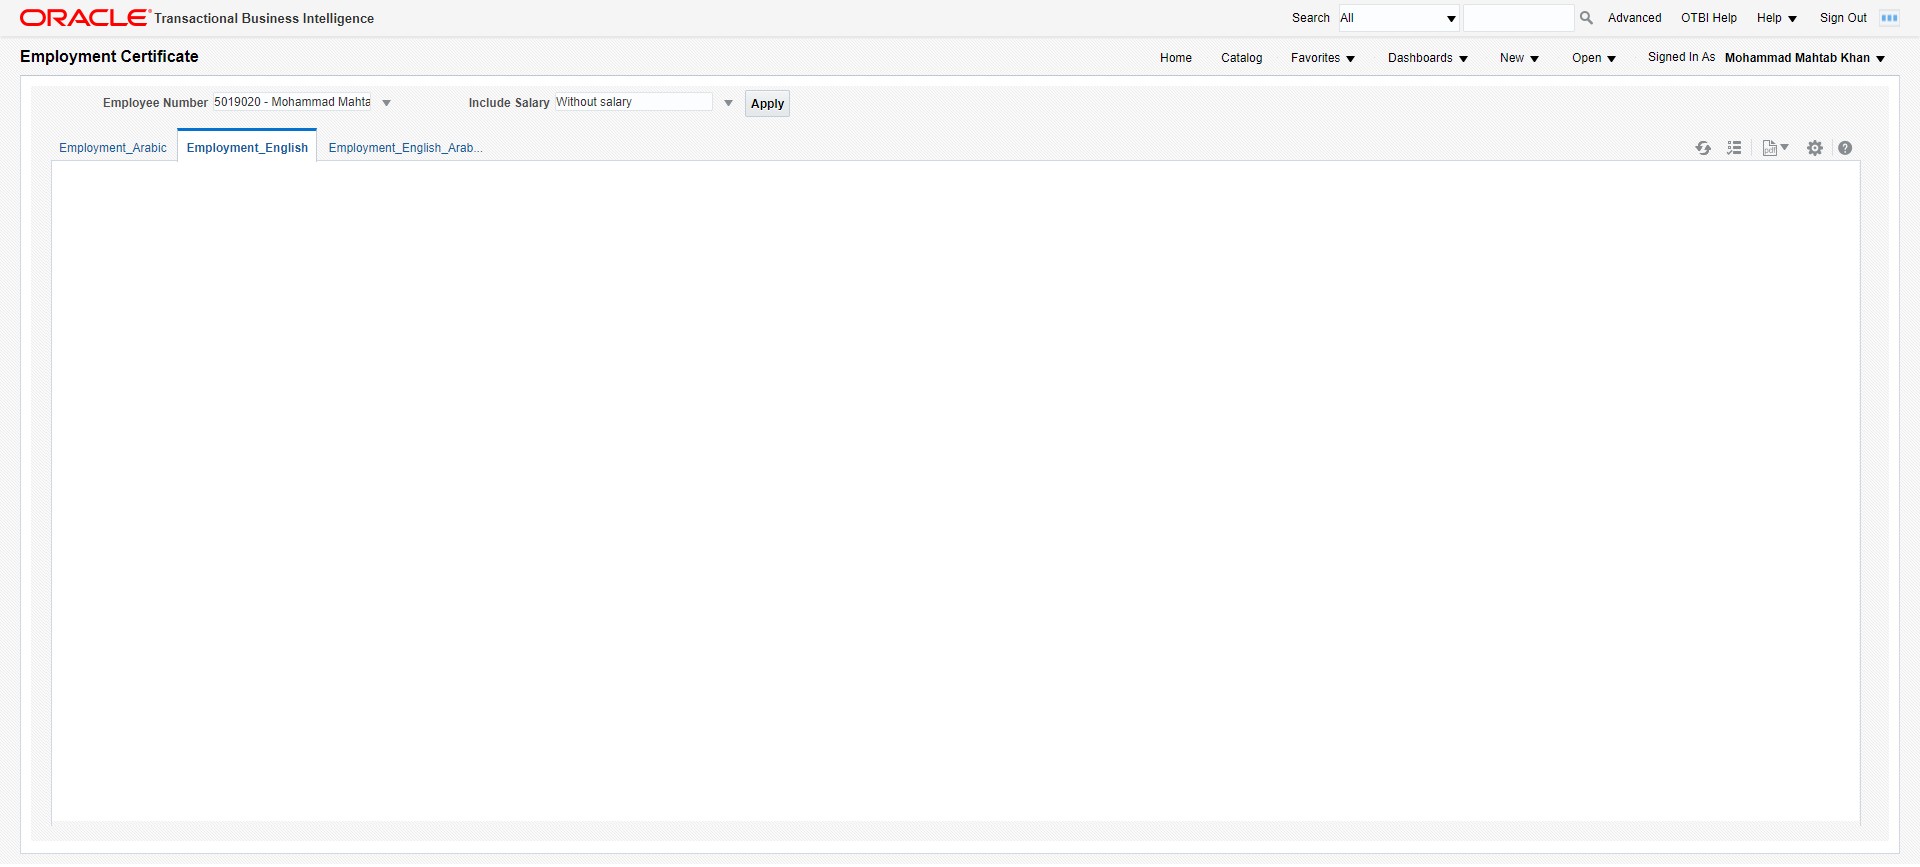 ORACLE Transactional Business Intelligence Search All Advanced OTBI Help Help Sign Out
Employment Certificate Home Catalog Favorites Dashboards New Open Signed In As Mohammad Mahtab Khan
Employee Number 5019020 - Mohammad Mahta Include Salary Without salary Apply
Employment_Arabic Employment_English Employment_English_Arab... pdf